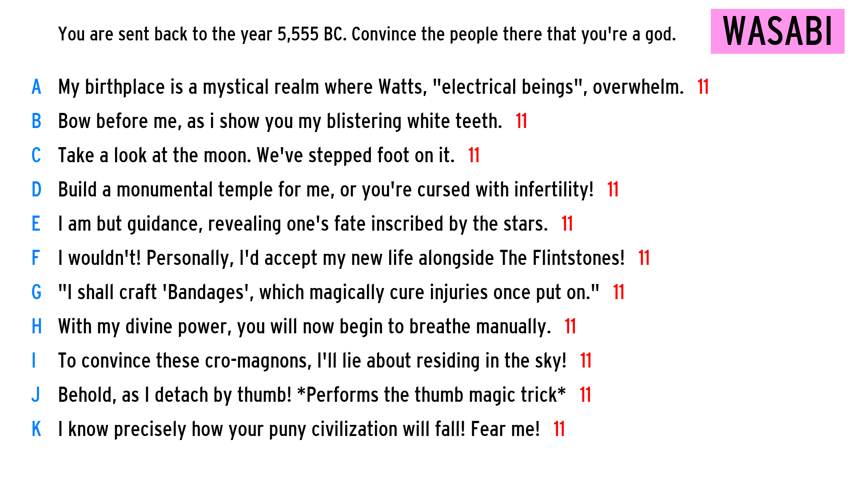 You are sent back to the year 5,555 BC. Convince the people there that you're a god.
WASABI
A My birthplace is a mystical realm where Watts, "electrical beings", overwhelm. 11
B Bow before me, as i show you my blistering white teeth. 11
C Take a look at the moon. We've stepped foot on it. 11
D Build a monumental temple for me, or you're cursed with infertility! 11
E I am but guidance, revealing one's fate inscribed by the stars. 11
F I wouldn't! Personally, I'd accept my new life alongside The Flintstones! 11
G "I shall craft 'Bandages', which magically cure injuries once put on." 11
H With my divine power, you will now begin to breathe manually. 11
I To convince these cro-magnons, I'll lie about residing in the sky! 11
J Behold, as I detach by thumb! *Performs the thumb magic trick* 11
K I know precisely how your puny civilization will fall! Fear me! 11